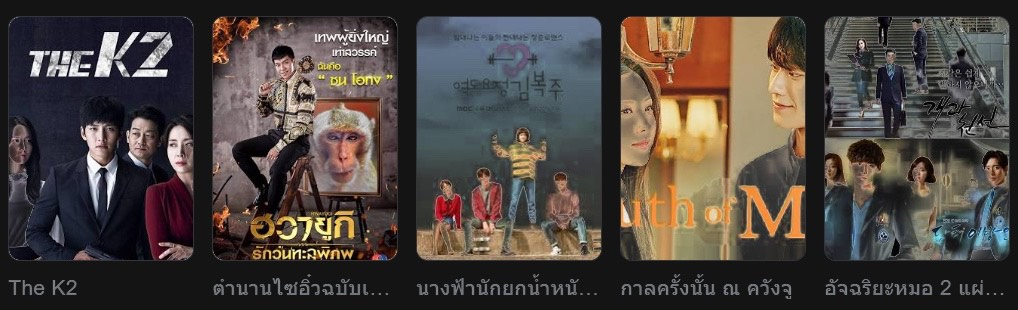 THE K2
เทพผู้ยิ่งใหญ่
เท่าสวรรค์
ฉันคือ
" ซุน โอกง "
ฮวายูกี
รักวุ่นทะลุพิภพ
역도요정김복주
MBC
uth of M
The K2
ตำนานไซอิ๋วฉบับเ...
นางฟ้านักยกน้ำหนั...
กาลครั้งนั้น ณ ควังจู
อัจฉริยะหมอ 2 แผ่...